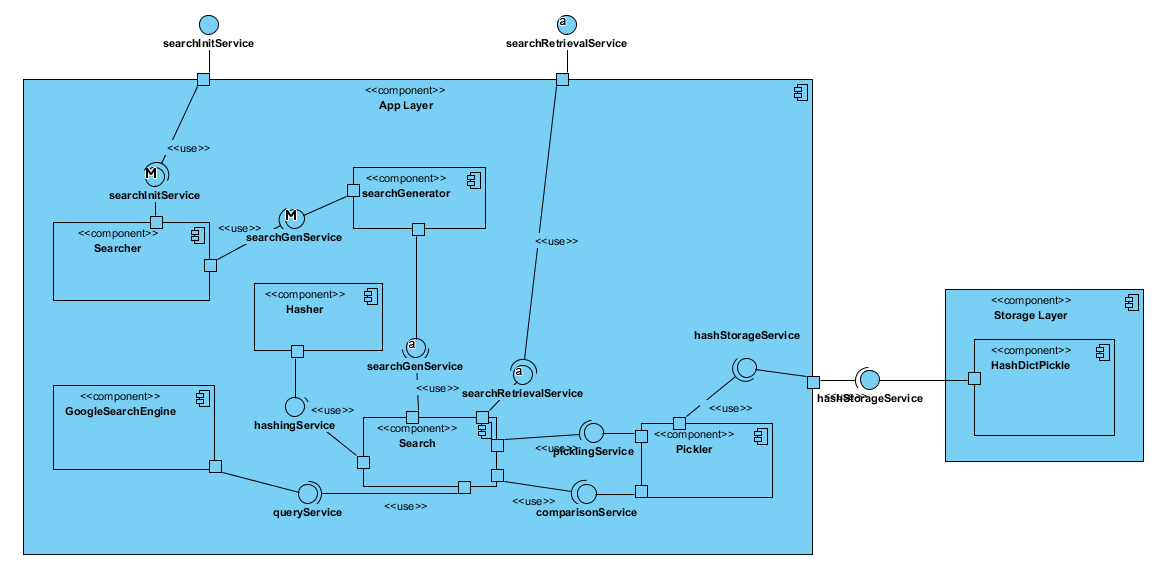 a
searchInitService
searchRetrievalService
<<component>>
App Layer
<<use>>
M
searchInitService
<<component>>
searchGenerator
M
<<use>>
searchGenService
<<component>>
Searcher
<<use>>
<<component>>
Hasher
<<component>>
Storage Layer
hashStorageService
a
<<component>>
HashDictPickle
searchGenService
a
<<use>>
searchRetrievalService
<<component>>
GoogleSearchEngine
<<use>>
hashingService
<<use>>
<<use>>
hashStorageService
<<component>>
Search
<<component>>
Pickler
<<use>>
picklingService
<<use>>
queryService
<<use>>
comparisonService